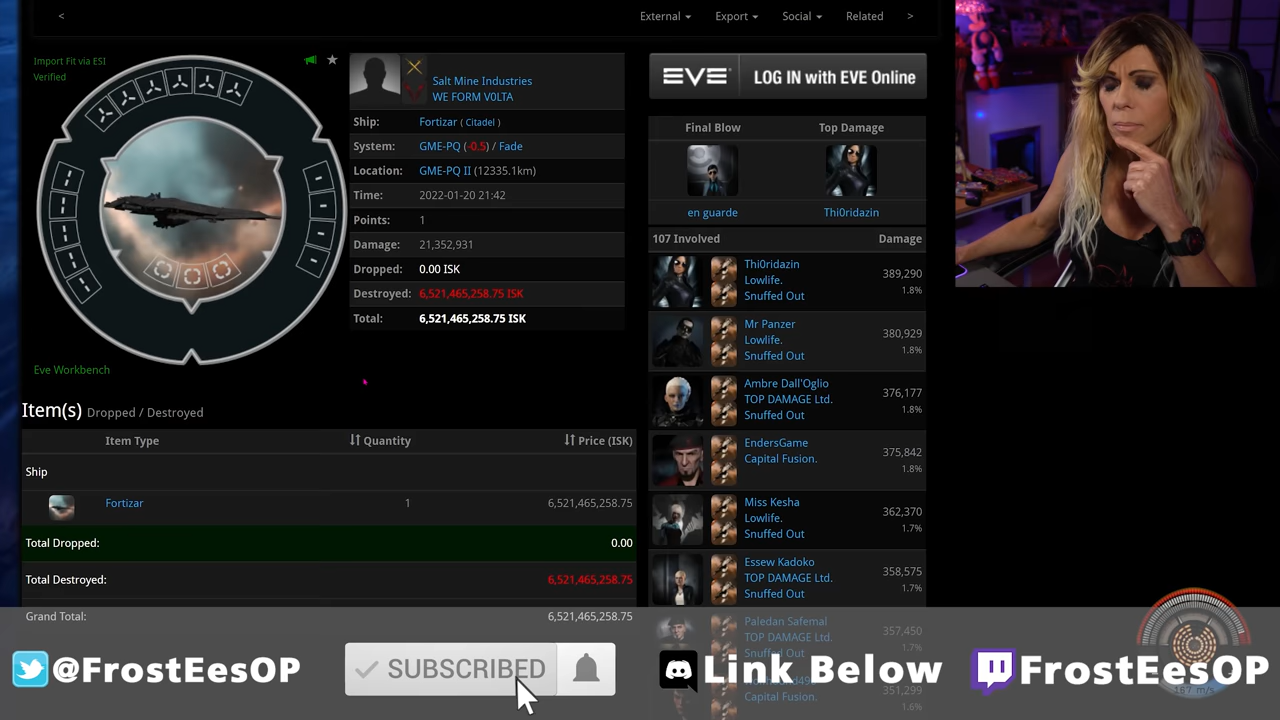 <
External
Export
Social
Related
>
Import Fit via ESI
Verified
Salt Mine Industries
WE FORM V0LTA
Ship: Fortizar ( Citadel )
System: GME-PQ (-0.5) / Fade
Location: GME-PQ II (12335.1km)
Time: 2022-01-20 21:42
Points: 1
Damage: 21,352,931
Dropped: 0.00 ISK
Destroyed: 6,521,465,258.75 ISK
Total: 6,521,465,258.75 ISK
Eve Workbench
EVE LOG IN with EVE Online
Final Blow Top Damage
en guarde Thi0ridazin
107 Involved Damage
Thi0ridazin
Lowlife.
Snuffed Out
389,290
1.8%
Mr Panzer
Lowlife.
Snuffed Out
380,929
1.8%
Ambre Dall'Oglio
TOP DAMAGE Ltd.
Snuffed Out
376,177
1.8%
EndersGame
Capital Fusion.
375,842
1.8%
Miss Kesha
Lowlife.
Snuffed Out
362,370
1.7%
Essew Kadoko
TOP DAMAGE Ltd.
Snuffed Out
358,575
1.7%
Paledan Safemal
TOP DAMAGE Ltd.
Snuffed Out
357,450
1.7%
Capital Fusion.
351,299
1.6%
Item(s) Dropped / Destroyed
Item Type Quantity Price (ISK)
Ship
Fortizar 1 6,521,465,258.75
Total Dropped: 0.00
Total Destroyed: 6,521,465,258.75
Grand Total: 6,521,465,258.75
@FrostEesOP
SUBSCRIBED
Link Below
FrostEesOP